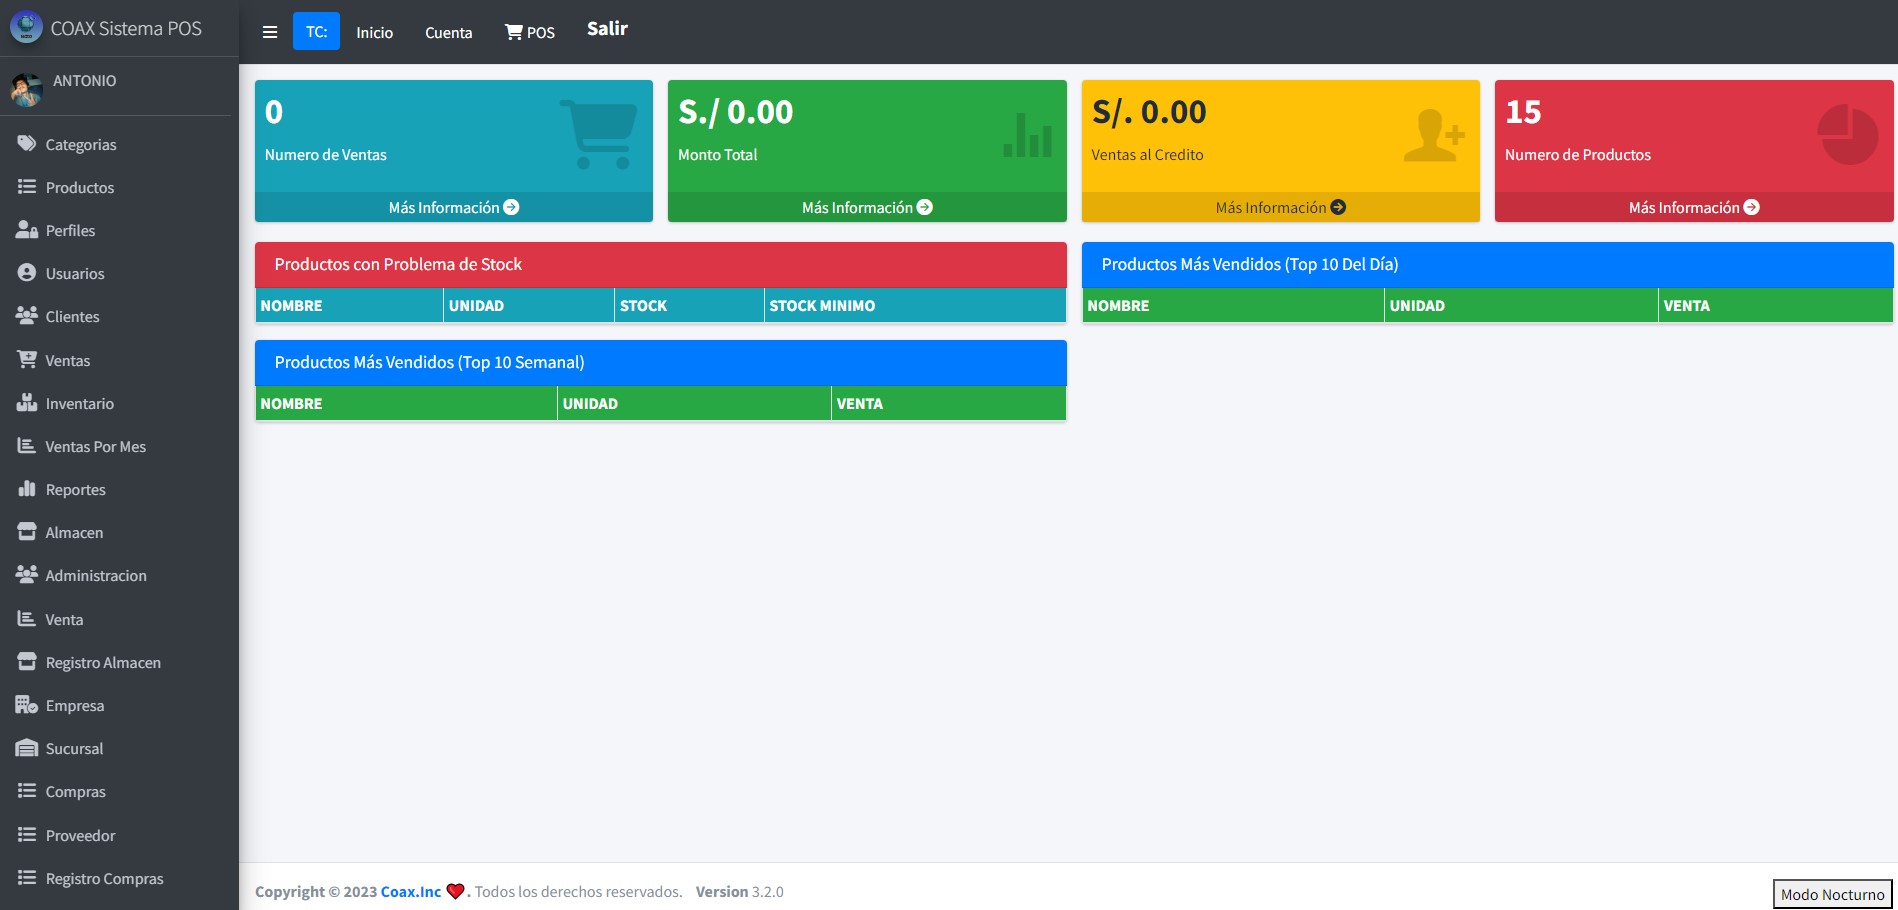 COAX Sistema POS
TC:
Inicio
Cuenta
POS
Salir
ANTONIO
Categorias
Productos
Perfiles
Usuarios
Clientes
Ventas
Inventario
Ventas Por Mes
Reportes
Almacen
Administracion
Venta
Registro Almacen
Empresa
Sucursal
Compras
Proveedor
Registro Compras
0
Numero de Ventas
Más Información
S./ 0.00
Monto Total
Más Información
S/. 0.00
Ventas al Credito
Más Información
15
Numero de Productos
Más Información
Productos con Problema de Stock
NOMBRE UNIDAD STOCK STOCK MINIMO
Productos Más Vendidos (Top 10 Del Día)
NOMBRE UNIDAD VENTA
Productos Más Vendidos (Top 10 Semanal)
NOMBRE UNIDAD VENTA
Copyright © 2023 Coax.Inc ❤️. Todos los derechos reservados. Version 3.2.0
Modo Nocturno